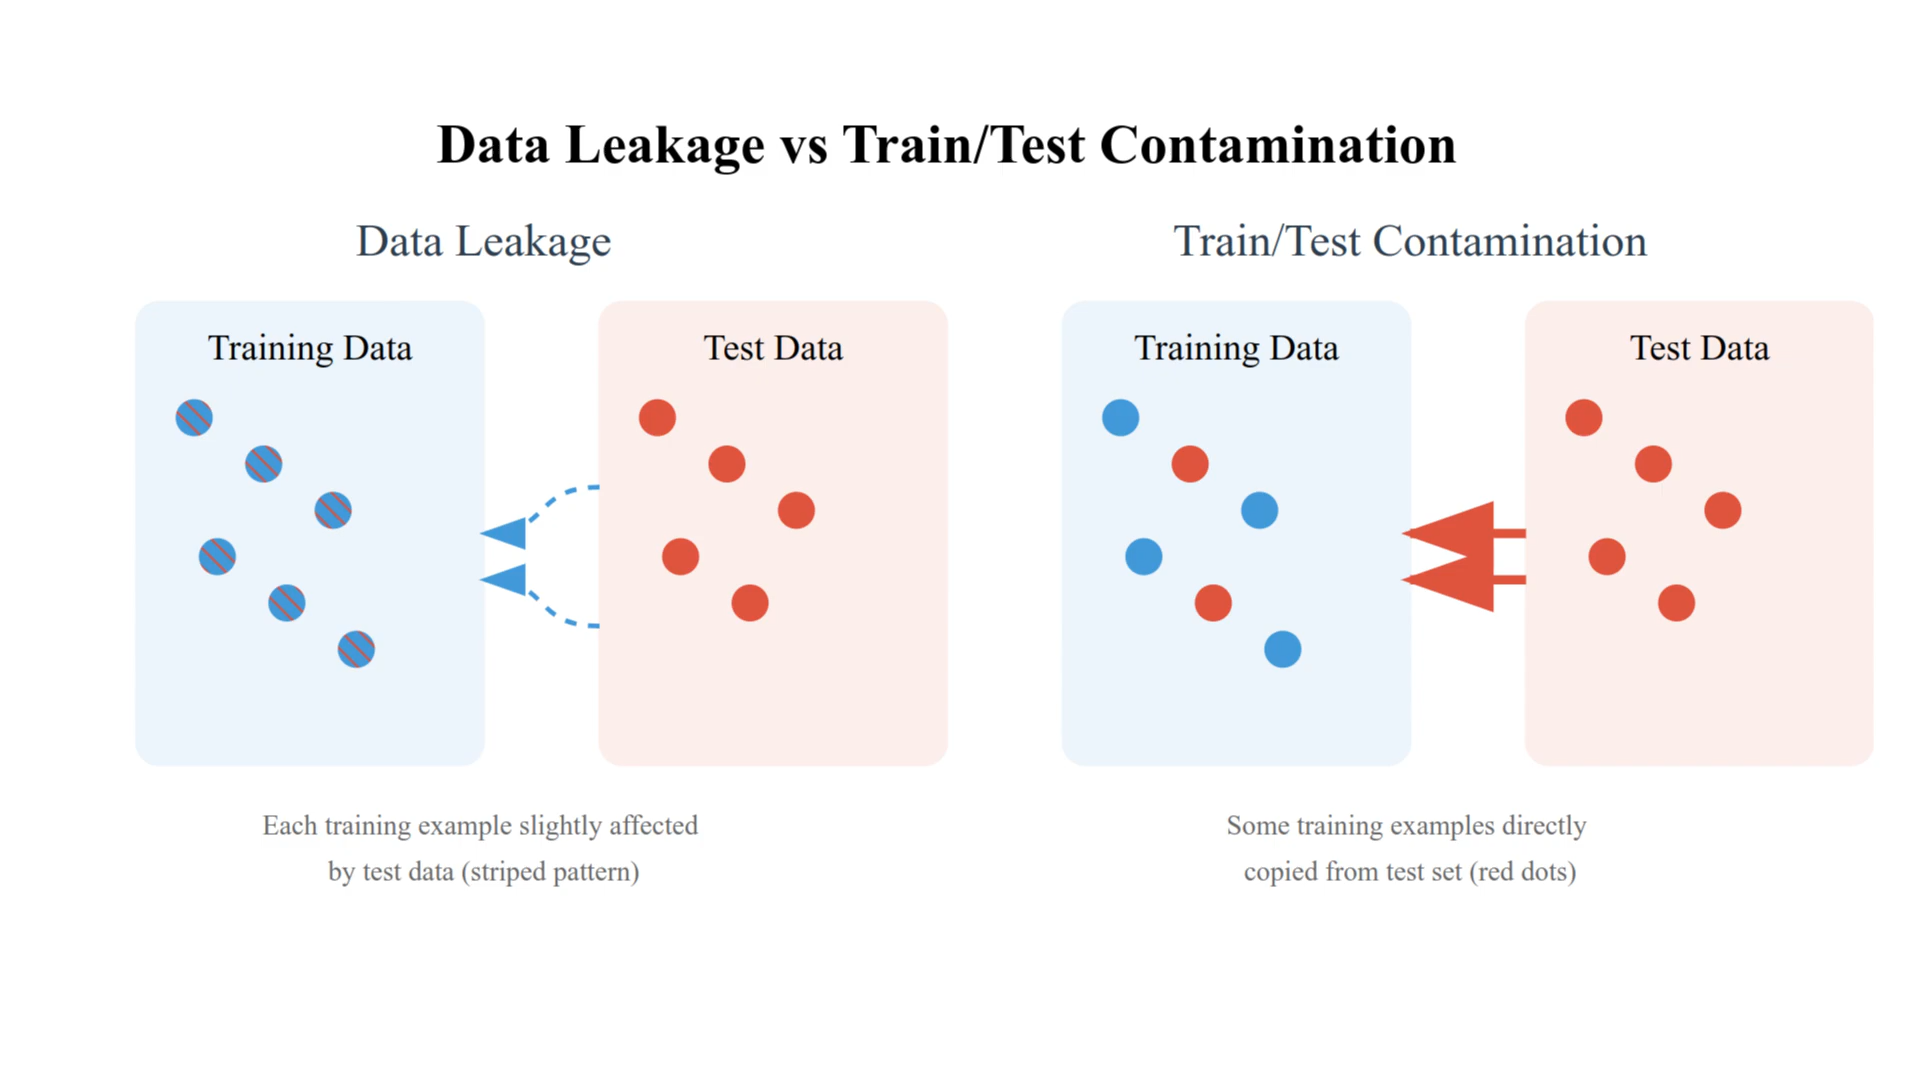 Data Leakage vs Train/Test Contamination
Data Leakage
Training Data
Test Data
Each training example slightly affected
by test data (striped pattern)
Train/Test Contamination
Training Data
Test Data
Some training examples directly
copied from test set (red dots)